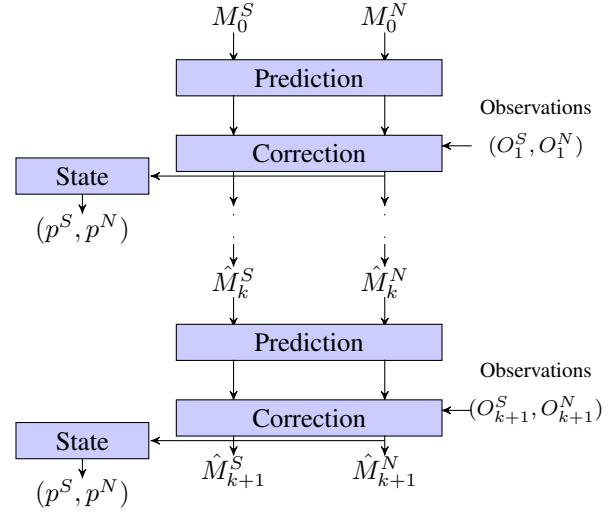 $M_0^S$ $M_0^N$
Prediction
Observations
Correction $(O_1^S, O_1^N)$
State
$(p^S, p^N)$
$\hat{M}_k^S$ $\hat{M}_k^N$
Prediction
Observations
Correction $(O_{k+1}^S, O_{k+1}^N)$
State
$\hat{M}_{k+1}^S$ $\hat{M}_{k+1}^N$
$(p^S, p^N)$